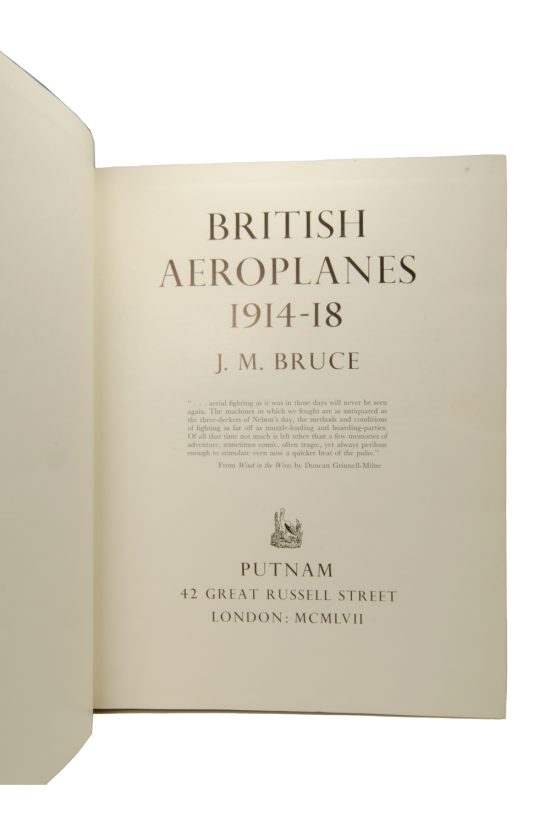 BRITISH
AEROPLANES
1914-18
J. M. BRUCE
". . . aerial fighting as it was in those days will never be seen
again. The machines in which we fought are as antiquated as
the three-deckers of Nelson's day, the methods and conditions
of fighting as far off as muzzle-loading and boarding-parties.
Of all that time not much is left other than a few memories of
adventure, sometimes comic, often tragic, yet always perilous
enough to stimulate even now a quicker beat of the pulse."
From Wind in the Wires by Duncan Grinnell-Milne
PUTNAM
42 GREAT RUSSELL STREET
LONDON: MCMLVII